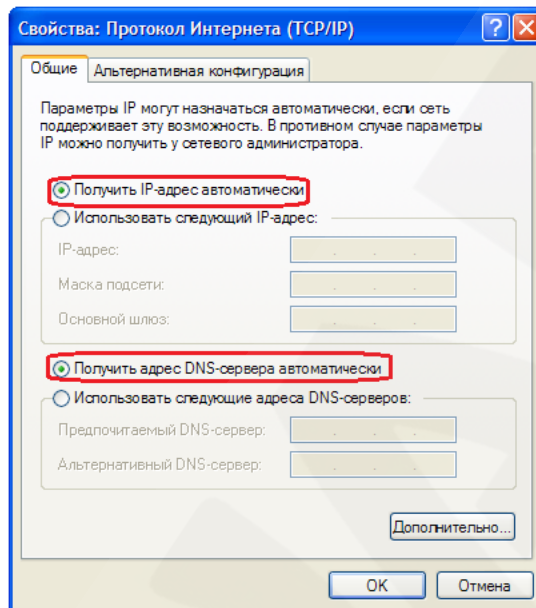 Свойства: Протокол Интернета (TCP/IP)
Общие
Альтернативная конфигурация
Параметры IP могут назначаться автоматически, если сеть
поддерживает эту возможность. В противном случае параметры
IP можно получить у сетевого администратора.
Получить IP-адрес автоматически
Использовать следующий IP-адрес:
IP-адрес:
Маска подсети:
Основной шлюз:
Получить адрес DNS-сервера автоматически
Использовать следующие адреса DNS-серверов:
Предпочитаемый DNS-сервер:
Альтернативный DNS-сервер:
Дополнительно...
OK
Отмена